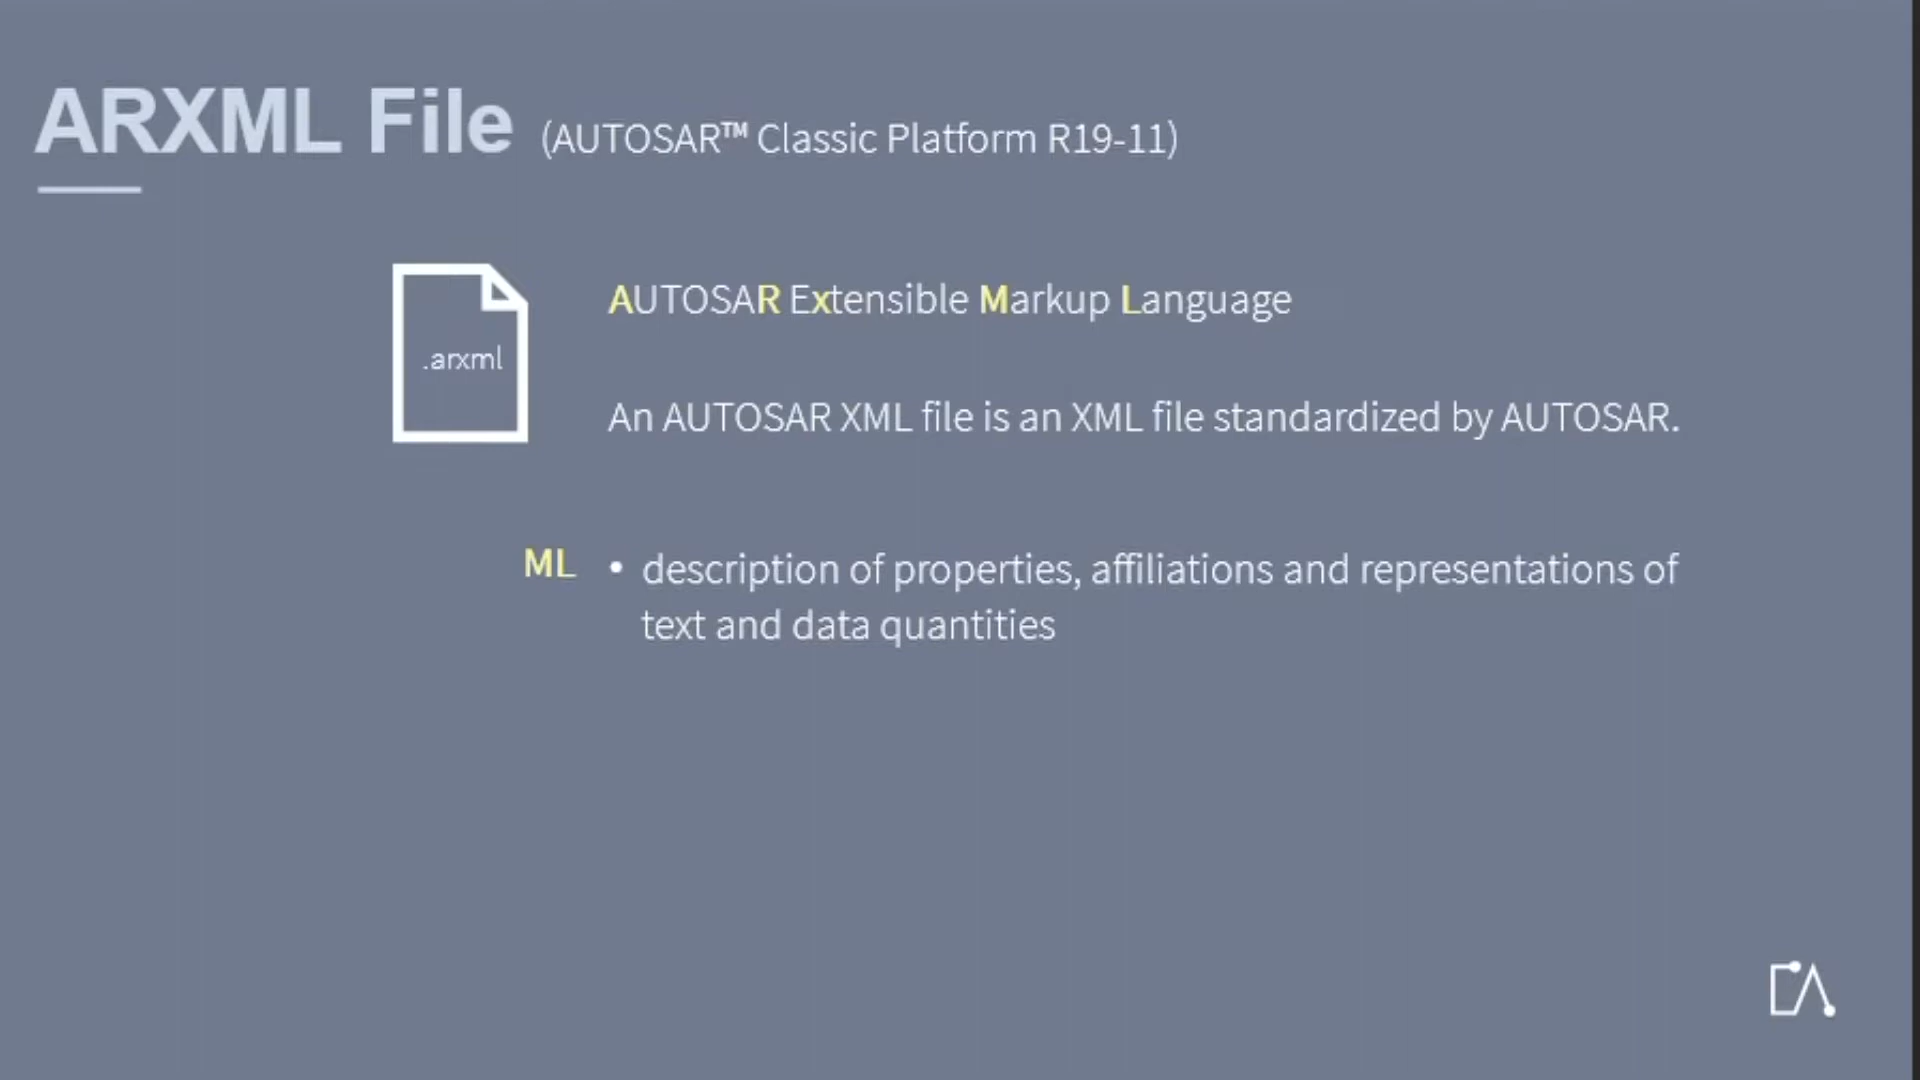 ARXML File (AUTOSAR™ Classic Platform R19-11)
.arxml
AUTOSAR Extensible Markup Language
An AUTOSAR XML file is an XML file standardized by AUTOSAR.
ML • description of properties, affiliations and representations of
text and data quantities